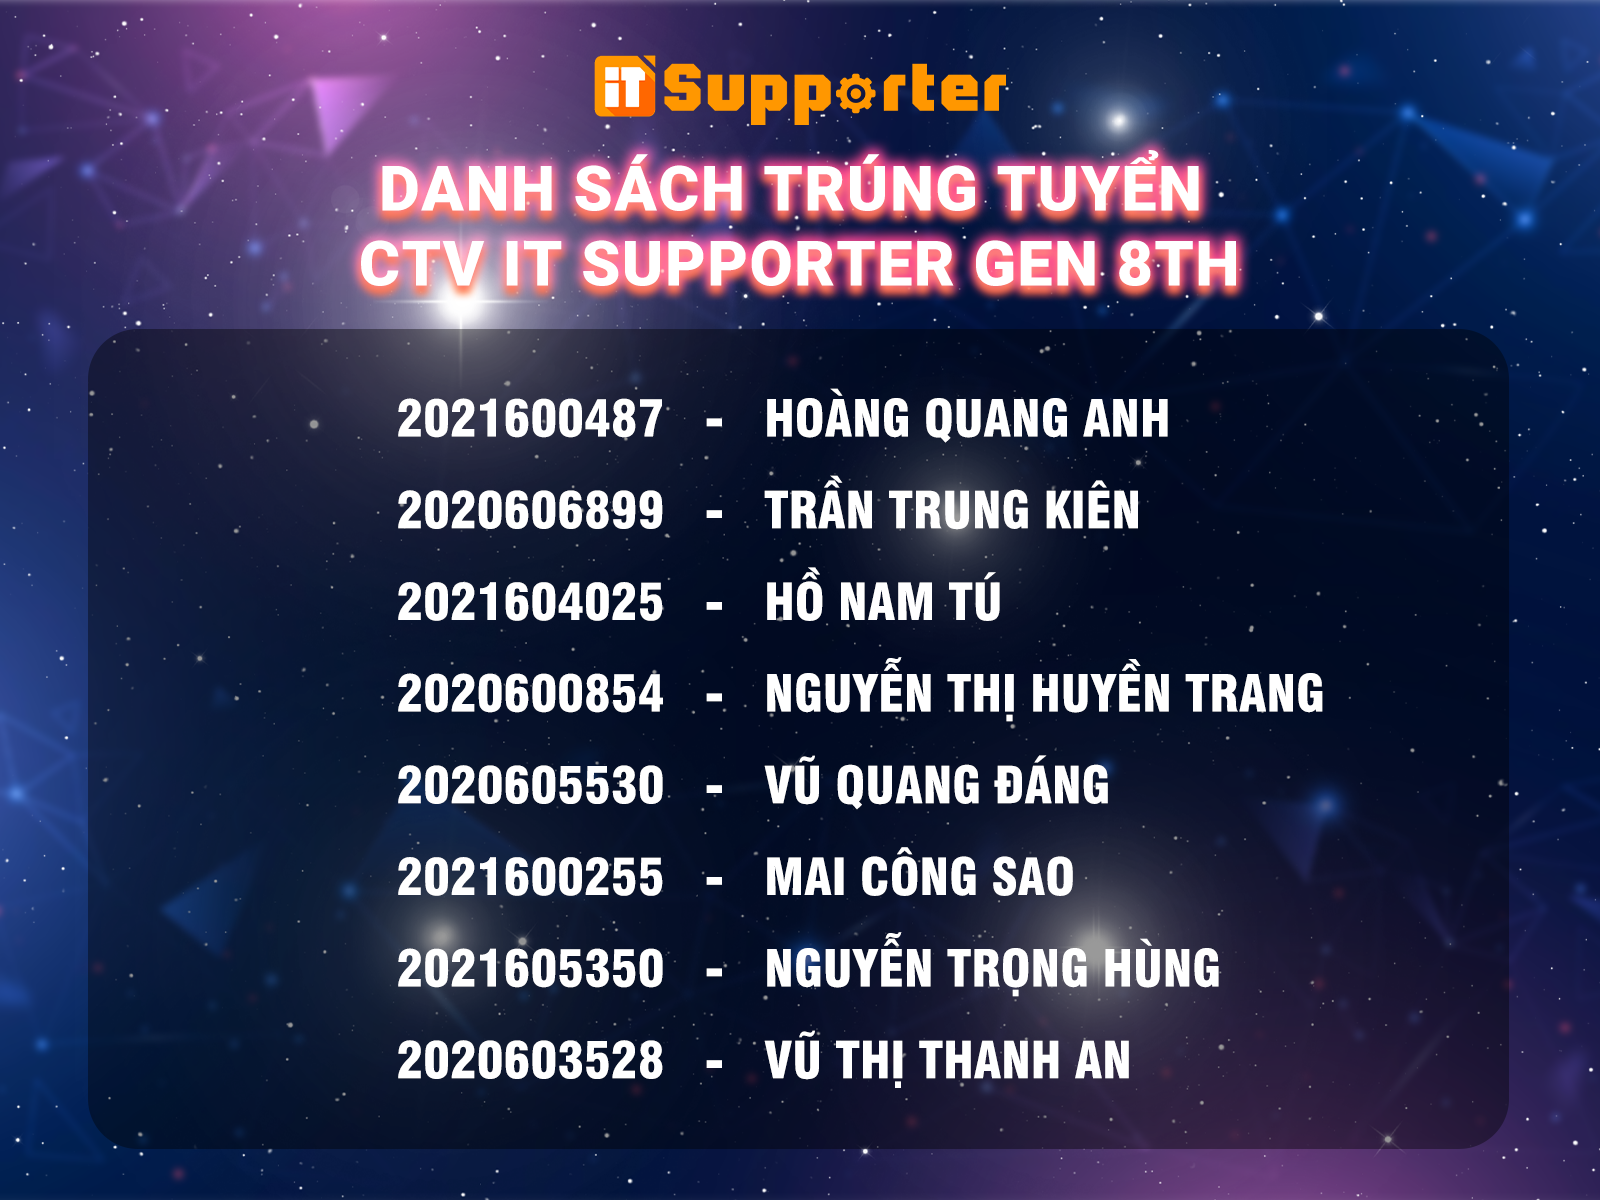 iT Supporter
DANH SÁCH TRÚNG TUYỂN
CTV IT SUPPORTER GEN 8TH
2021600487 - HOÀNG QUANG ANH
2020606899 - TRẦN TRUNG KIÊN
2021604025 - HỒ NAM TÚ
2020600854 - NGUYỄN THỊ HUYỀN TRANG
2020605530 - VŨ QUANG ĐÁNG
2021600255 - MAI CÔNG SAO
2021605350 - NGUYỄN TRỌNG HÙNG
2020603528 - VŨ THỊ THANH AN